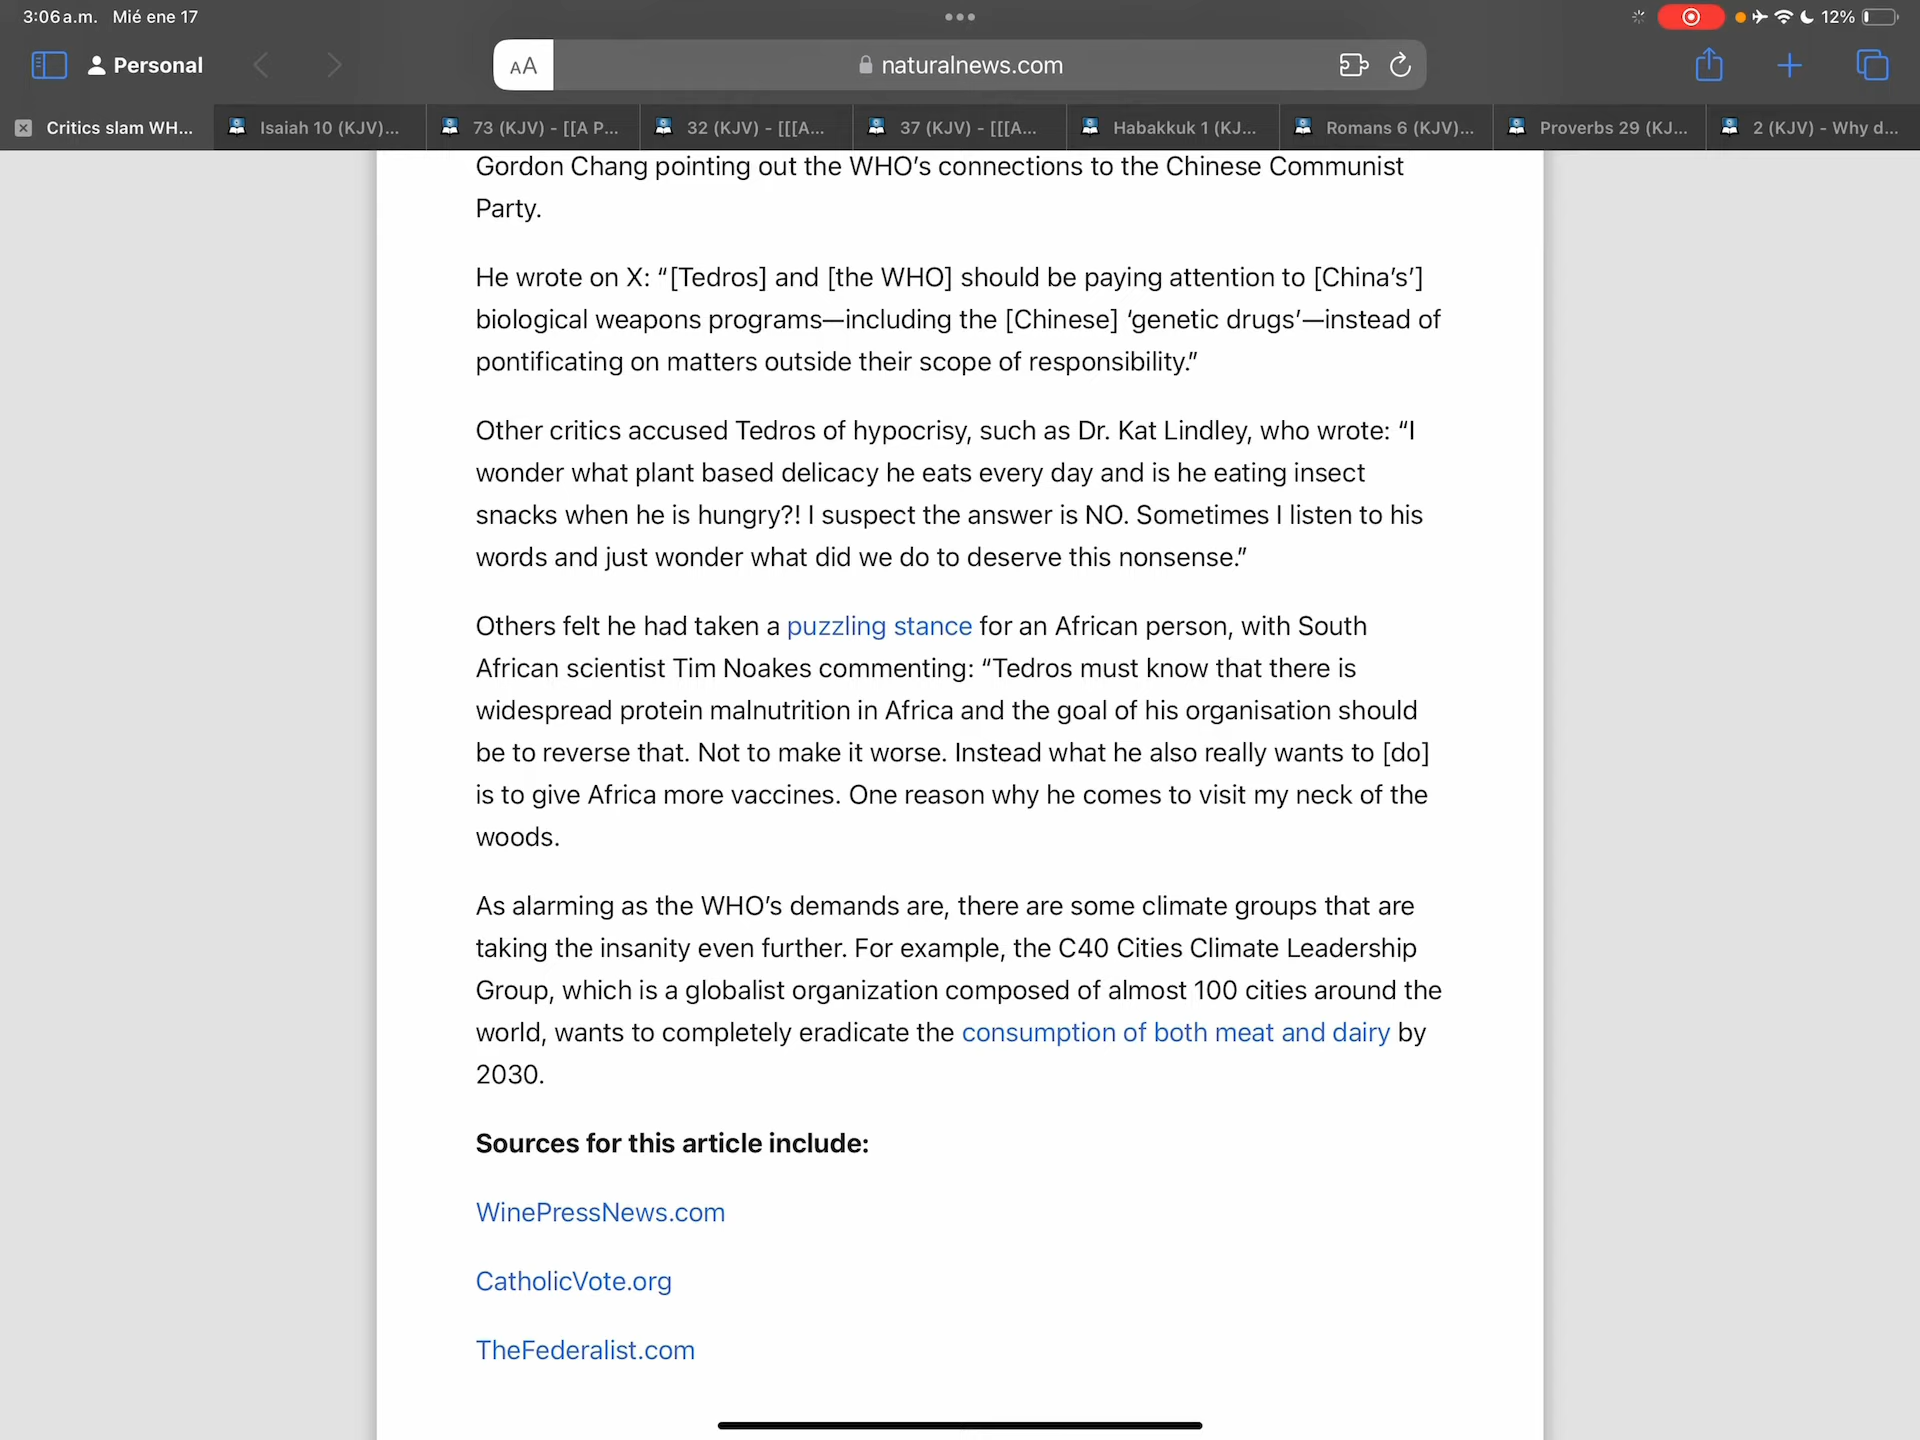 3:06 a.m. Mié ene 17
12%
Personal
AA
naturalnews.com
Critics slam WH...
Isaiah 10 (KJV)...
73 (KJV) - [[A P...
32 (KJV) - [[[A...
37 (KJV) - [[[A...
Habakkuk 1 (KJ...
Romans 6 (KJV)...
Proverbs 29 (KJ...
2 (KJV) - Why d...
Gordon Chang pointing out the WHO’s connections to the Chinese Communist
Party.
He wrote on X: “[Tedros] and [the WHO] should be paying attention to [China’s’]
biological weapons programs—including the [Chinese] ‘genetic drugs’—instead of
pontificating on matters outside their scope of responsibility.”
Other critics accused Tedros of hypocrisy, such as Dr. Kat Lindley, who wrote: “I
wonder what plant based delicacy he eats every day and is he eating insect
snacks when he is hungry?! I suspect the answer is NO. Sometimes I listen to his
words and just wonder what did we do to deserve this nonsense.”
Others felt he had taken a puzzling stance for an African person, with South
African scientist Tim Noakes commenting: “Tedros must know that there is
widespread protein malnutrition in Africa and the goal of his organisation should
be to reverse that. Not to make it worse. Instead what he also really wants to [do]
is to give Africa more vaccines. One reason why he comes to visit my neck of the
woods.
As alarming as the WHO’s demands are, there are some climate groups that are
taking the insanity even further. For example, the C40 Cities Climate Leadership
Group, which is a globalist organization composed of almost 100 cities around the
world, wants to completely eradicate the consumption of both meat and dairy by
2030.
Sources for this article include:
WinePressNews.com
CatholicVote.org
TheFederalist.com